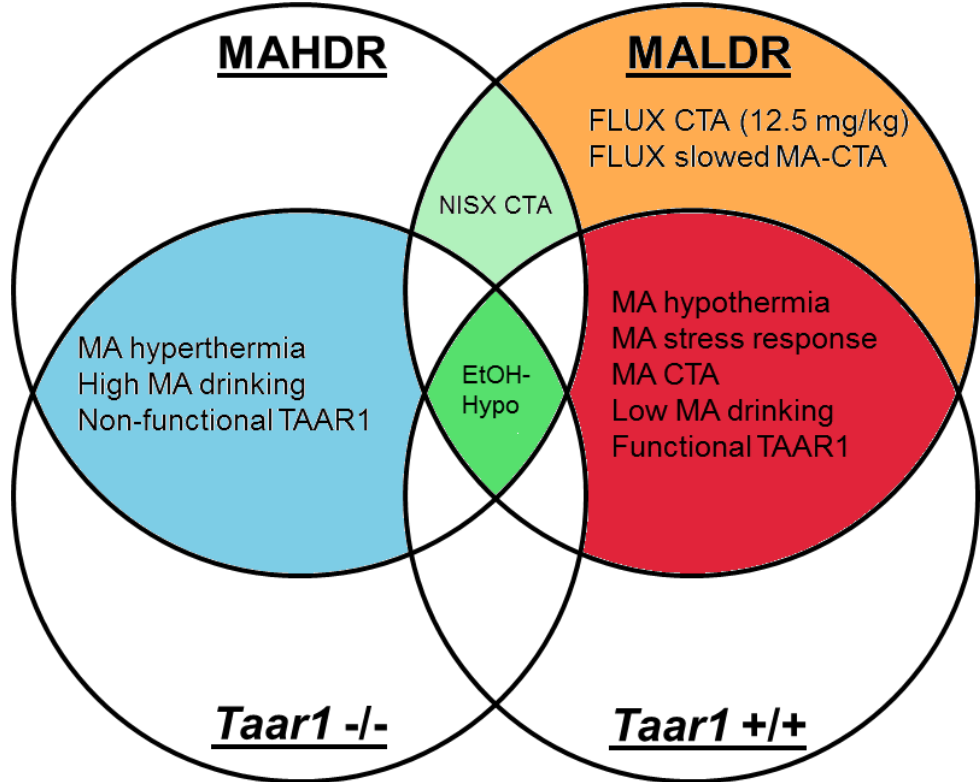 MAHDR
MALDR
FLUX CTA (12.5 mg/kg)
FLUX slowed MA-CTA
NISX CTA
MA hyperthermia
High MA drinking
Non-functional TAAR1
EtOH-
Hypo
MA hypothermia
MA stress response
MA CTA
Low MA drinking
Functional TAAR1
Taar1 -/-
Taar1 +/+